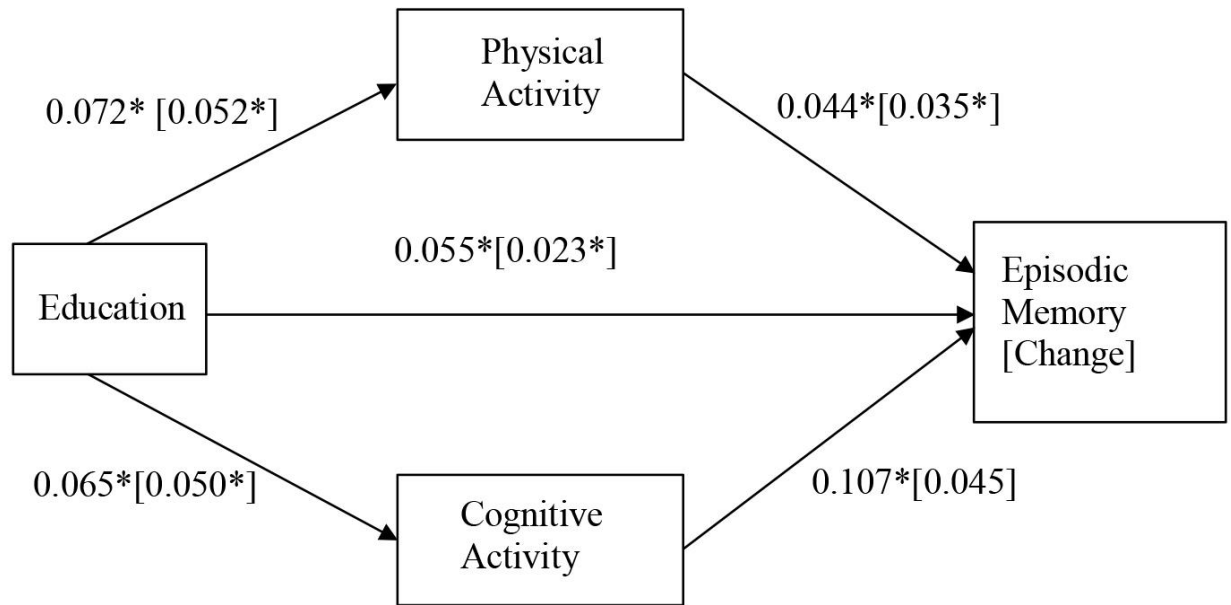 Physical
Activity
0.072* [0.052*]
0.044*[0.035*]
0.055*[0.023*]
Education
Episodic
Memory
[Change]
0.065*[0.050*]
0.107*[0.045]
Cognitive
Activity